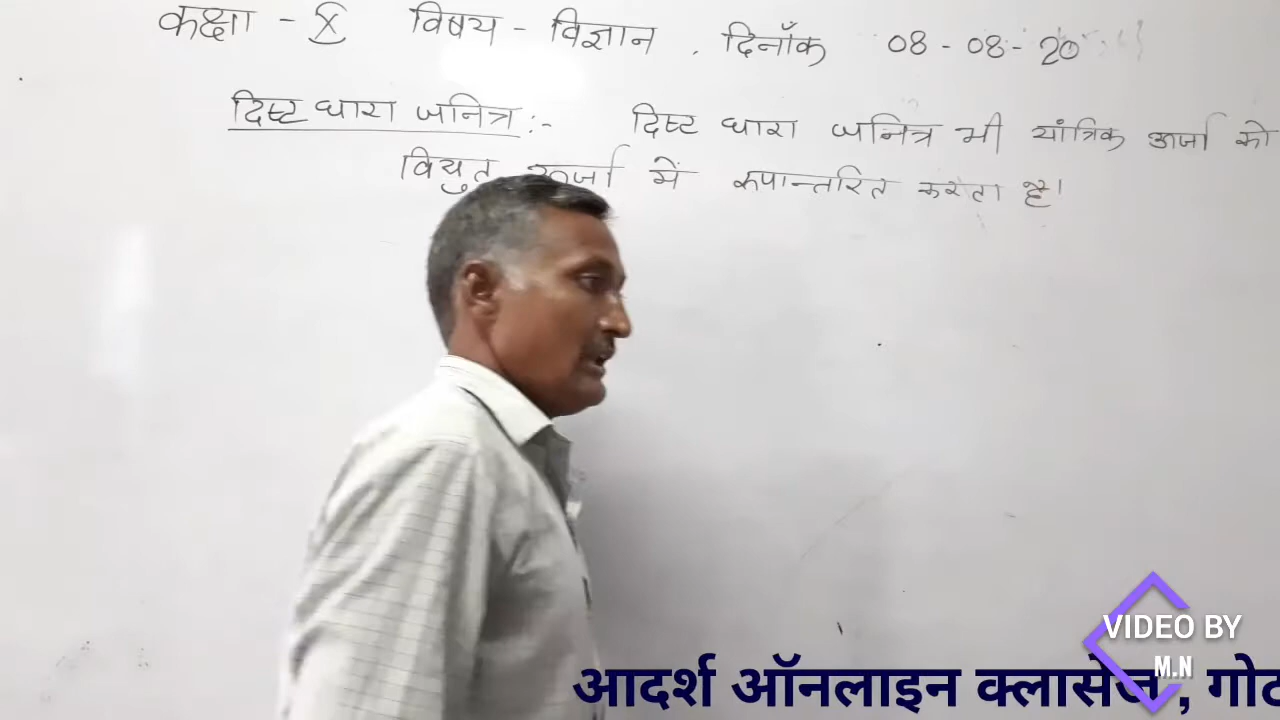 कक्षा - X विषय - विज्ञान . दिनाँक 08 - 08 - 20
दिष्ट धारा जनित्र :- दिष्ट धारा जनित्र भी यांत्रिक ऊर्जा को
विद्युत ऊर्जा में रूपान्तरित करता है।
VIDEO BY
M.N
आदर्श ऑनलाइन क्लासेज , गोट